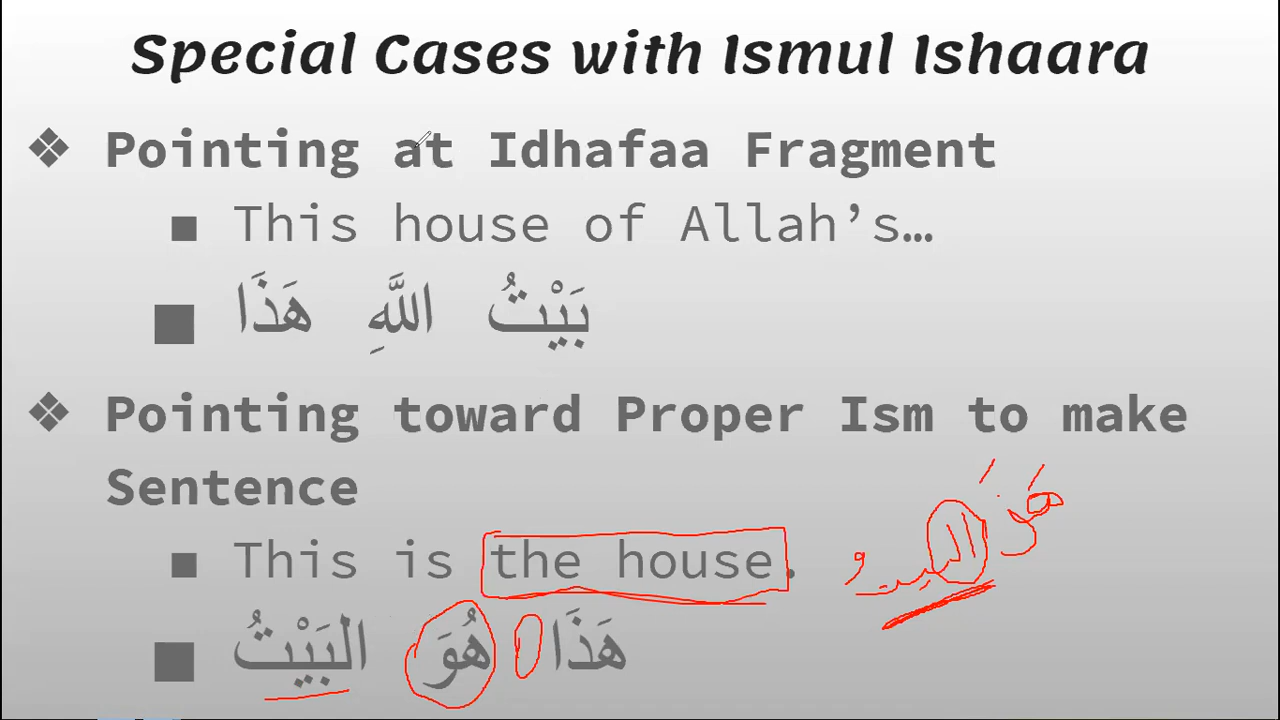 Special Cases with Ismul Ishaara
❖ Pointing at Idhafaa Fragment
■ This house of Allah’s…
■ بَيْتُ اللَّهِ هَذَا
❖ Pointing toward Proper Ism to make
Sentence
■ This is the house.
هَذَا البيتُ
■ هَذَا هُوَ البَيْتُ